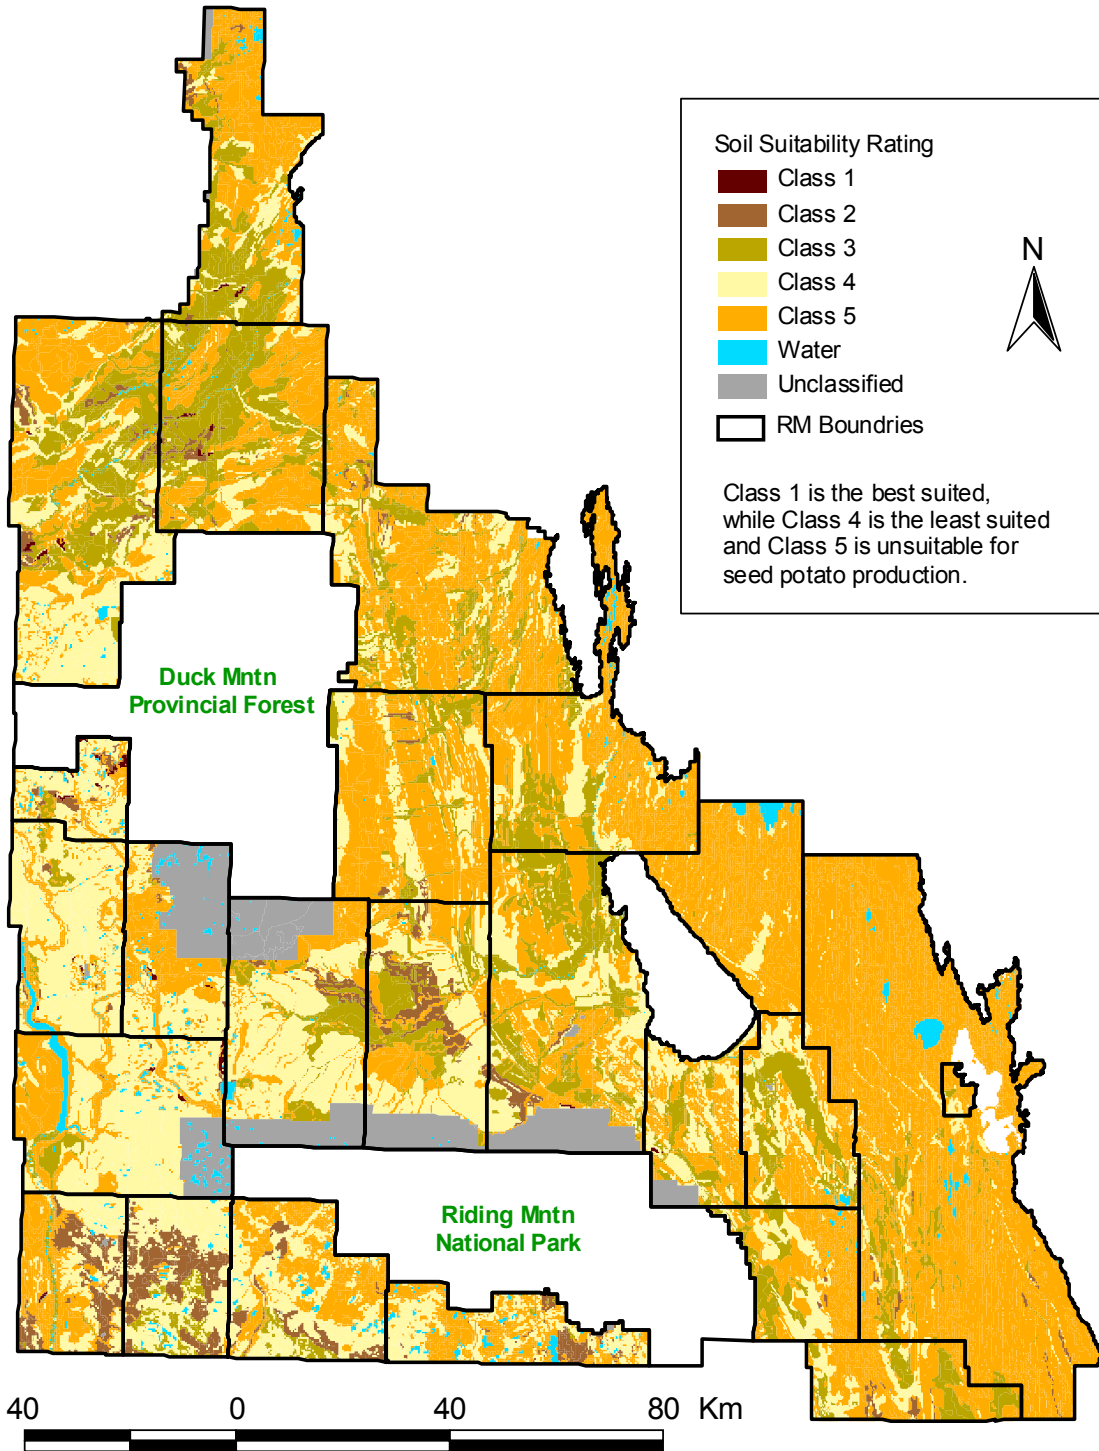 Soil Suitability Rating
Class 1
Class 2
Class 3
Class 4
Class 5
Water
Unclassified
RM Boundries
N
Class 1 is the best suited,
while Class 4 is the least suited
and Class 5 is unsuitable for
seed potato production.
Duck Mntn
Provincial Forest
Riding Mntn
National Park
40 0 40 80 Km